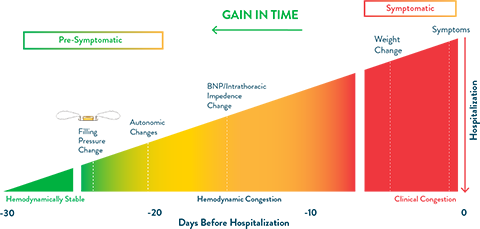 GAIN IN TIME
Symptomatic
Pre-Symptomatic
Symptoms
Weight
Change
BNP/Intrathoracic
Impedence
Change
Autonomic
Changes
Filling
Pressure
Change
Hospitalization
Hemodynamically Stable
Hemodynamic Congestion
Clinical Congestion
-30
-20
-10
0
Days Before Hospitalization